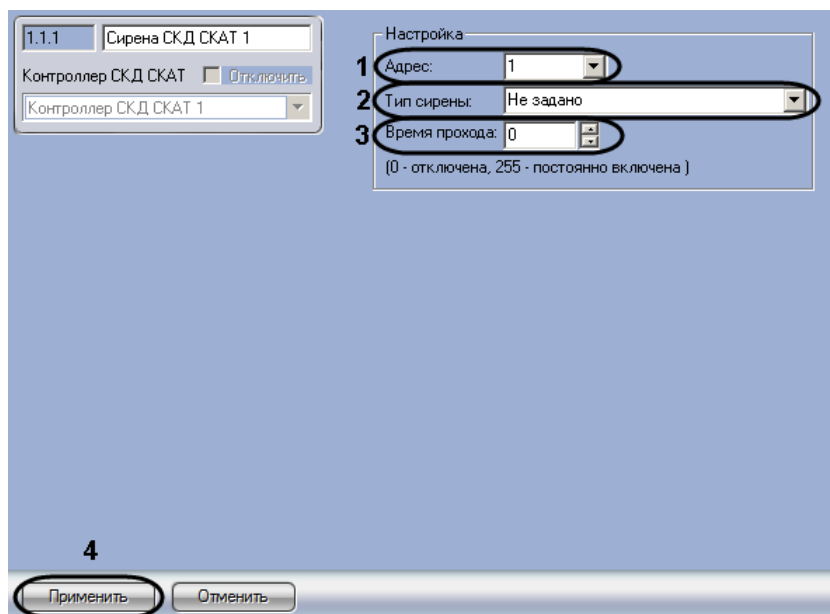 1.1.1 Сирена СКД СКАТ 1
Контроллер СКД СКАТ Отключить
Контроллер СКД СКАТ 1
Настройка
1 Адрес: 1
2 Тип сирены: Не задано
3 Время прохода: 0
(0 - отключена, 255 - постоянно включена )
4
Применить Отменить